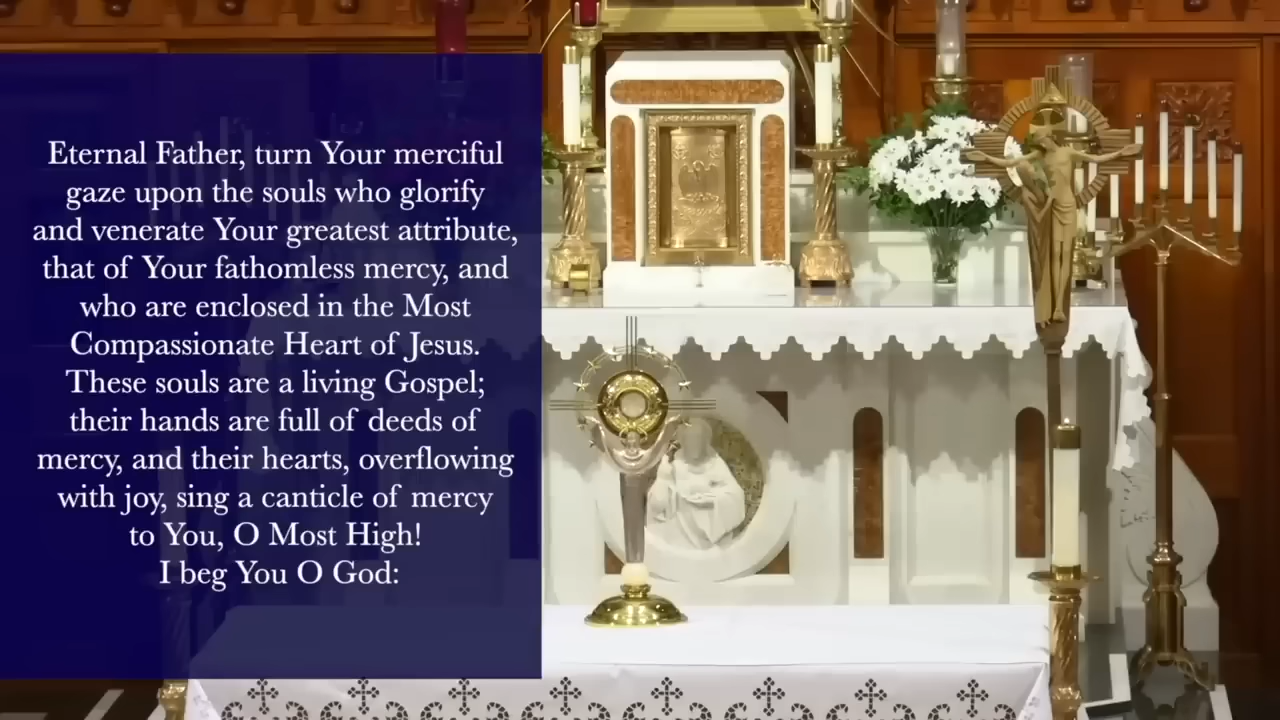 Eternal Father, turn Your merciful
gaze upon the souls who glorify
and venerate Your greatest attribute,
that of Your fathomless mercy, and
who are enclosed in the Most
Compassionate Heart of Jesus.
These souls are a living Gospel;
their hands are full of deeds of
mercy, and their hearts, overflowing
with joy, sing a canticle of mercy
to You, O Most High!
I beg You O God: